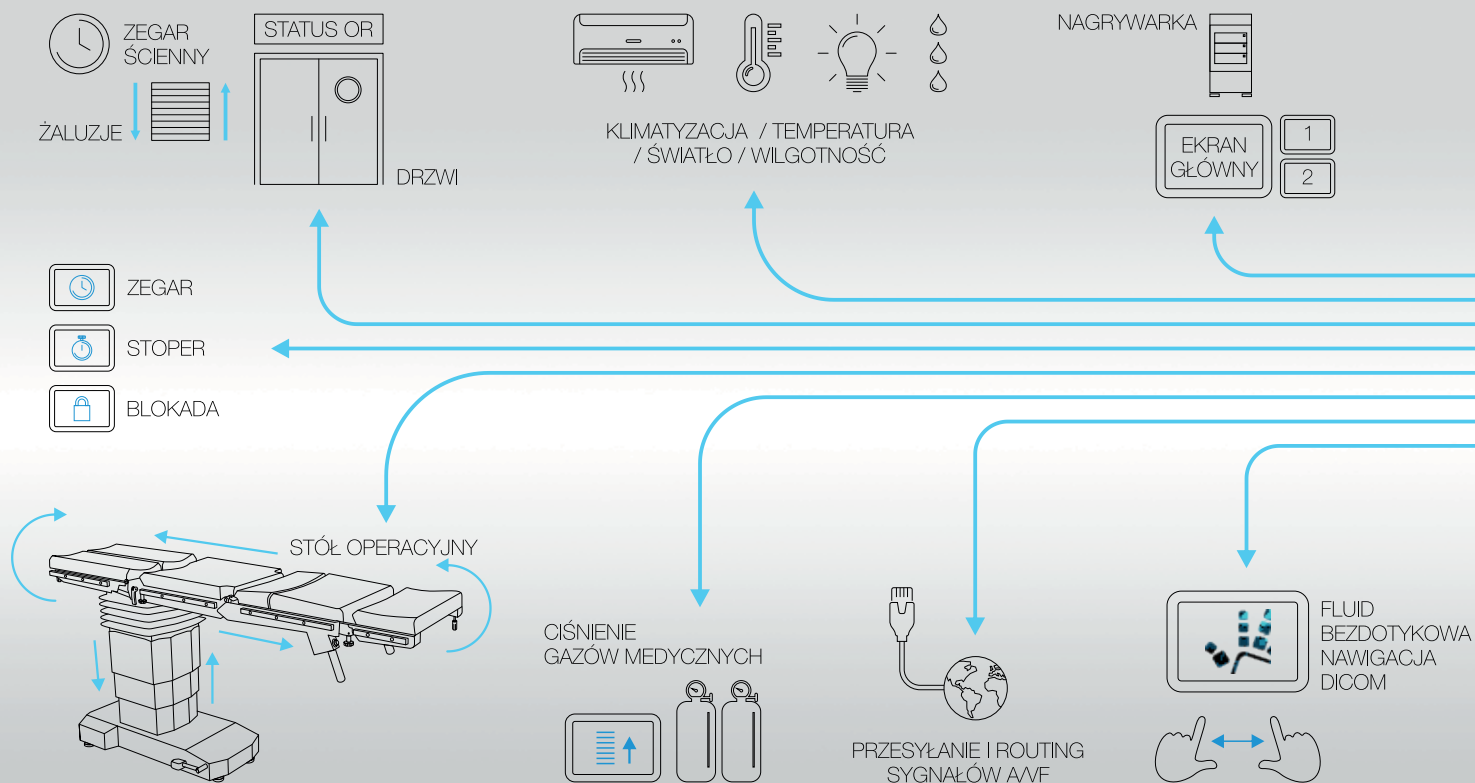 ZEGAR
ŚCIENNY
ŻALUZJE
STATUS OR
DRZWI
KLIMATYZACJA / TEMPERATURA
/ ŚWIATŁO / WILGOTNOŚĆ
NAGRYWARKA
EKRAN
GŁÓWNY
1
2
ZEGAR
STOPER
BLOKADA
STÓŁ OPERACYJNY
CIŚNIENIE
GAZÓW MEDYCZNYCH
PRZESYŁANIE I ROUTING
SYGNAŁÓW A/VF
FLUID
BEZDOTYKOWA
NAWIGACJA
DICOM